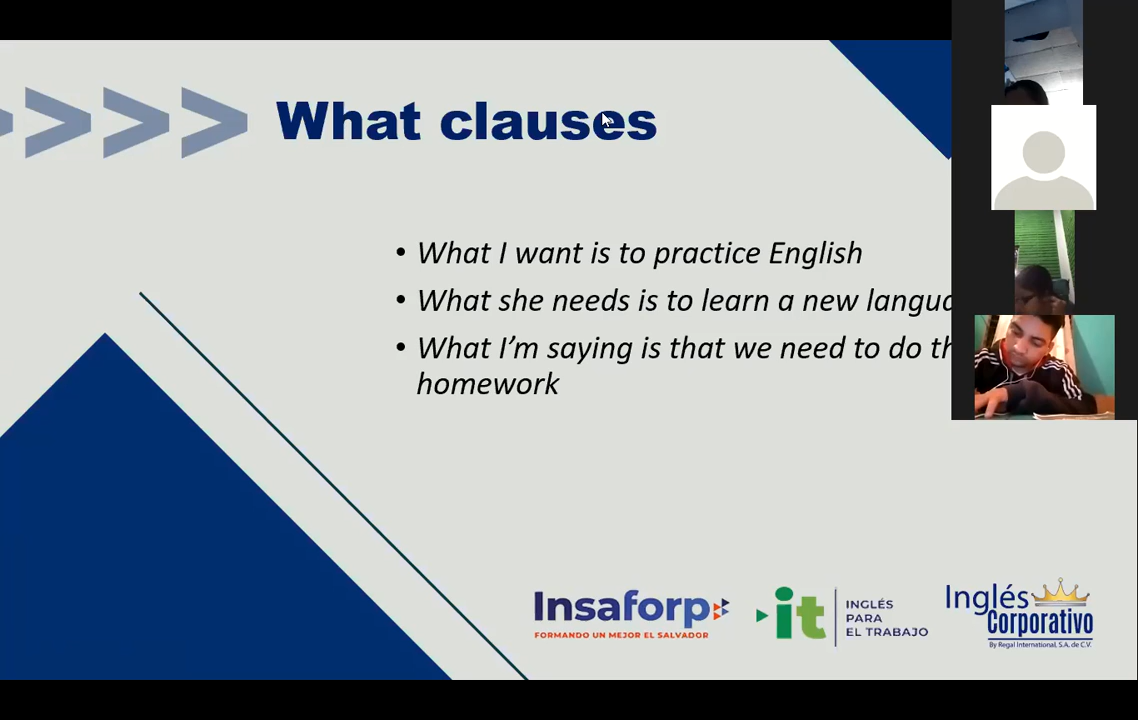 What clauses
• What I want is to practice English
• What she needs is to learn a new
• What I'm saying is that we need to do
homework
Insaforp
FORMANDO UN MEJOR EL SALVADOR
it
INGLÉS
PARA
EL TRABAJO
Inglés
Corporativo
By Regal International, S.A. de C.V.